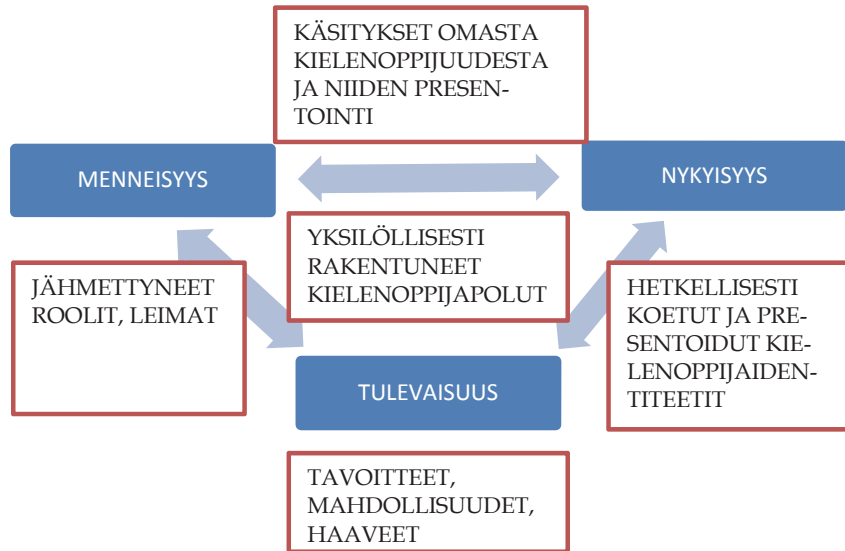 KÄSITYKSET OMASTA
KIELENOPPIJUUDESTA
JA NIIDEN PRESEN-
TOINTI
MENNEISYYS
NYKYISYYS
YKSILÖLLISESTI
RAKENTUNEET
KIELENOPPIJAPOLUT
JÄHMETTYNEET
ROOLIT, LEIMAT
HETKELLISESTI
KOETUT JA PRE-
SENTOIDUT KIE-
LENOPPIJAIDEN-
TITEETIT
TULEVAISUUS
TAVOITTEET,
MAHDOLLISUUDET,
HAAVEET